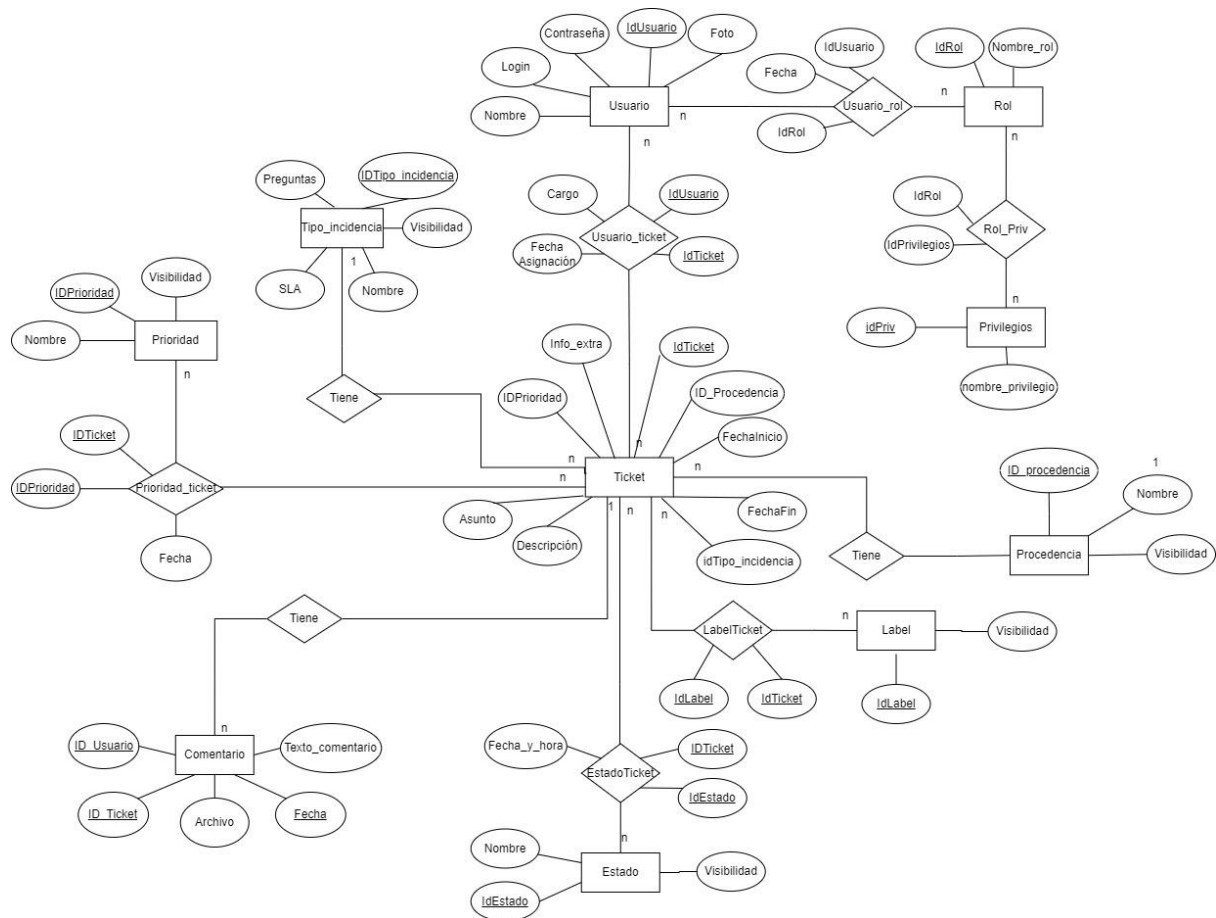 Contraseña
IdUsuario
Foto
Login
Nombre
Usuario
n
n
IdUsuario
Fecha
Usuario_rol
IdRol
n
IdRol
Nombre_rol
Rol
n
IdRol
Rol_Priv
IdPrivilegios
n
idPriv
Privilegios
nombre_privilegio
Cargo
IdUsuario
Usuario_ticket
Fecha
Asignación
IdTicket
Preguntas
IDTipo_incidencia
Tipo_incidencia
Visibilidad
1
SLA
Nombre
Visibilidad
IDPrioridad
Nombre
Prioridad
n
Tiene
IDTicket
IDPrioridad
Prioridad_ticket
Fecha
Info_extra
IdTicket
IDPrioridad
ID_Procedencia
FechaInicio
n
n
n
n
Ticket
n
1
n
n
Asunto
Descripción
FechaFin
idTipo_incidencia
ID_procedencia
1
Nombre
Tiene
Procedencia
Visibilidad
Tiene
LabelTicket
n
Label
Visibilidad
IdLabel
IdTicket
IdLabel
n
ID_Usuario
Comentario
Texto_comentario
ID_Ticket
Archivo
Fecha
Fecha_y_hora
IDTicket
EstadoTicket
IdEstado
n
Nombre
Estado
Visibilidad
IdEstado